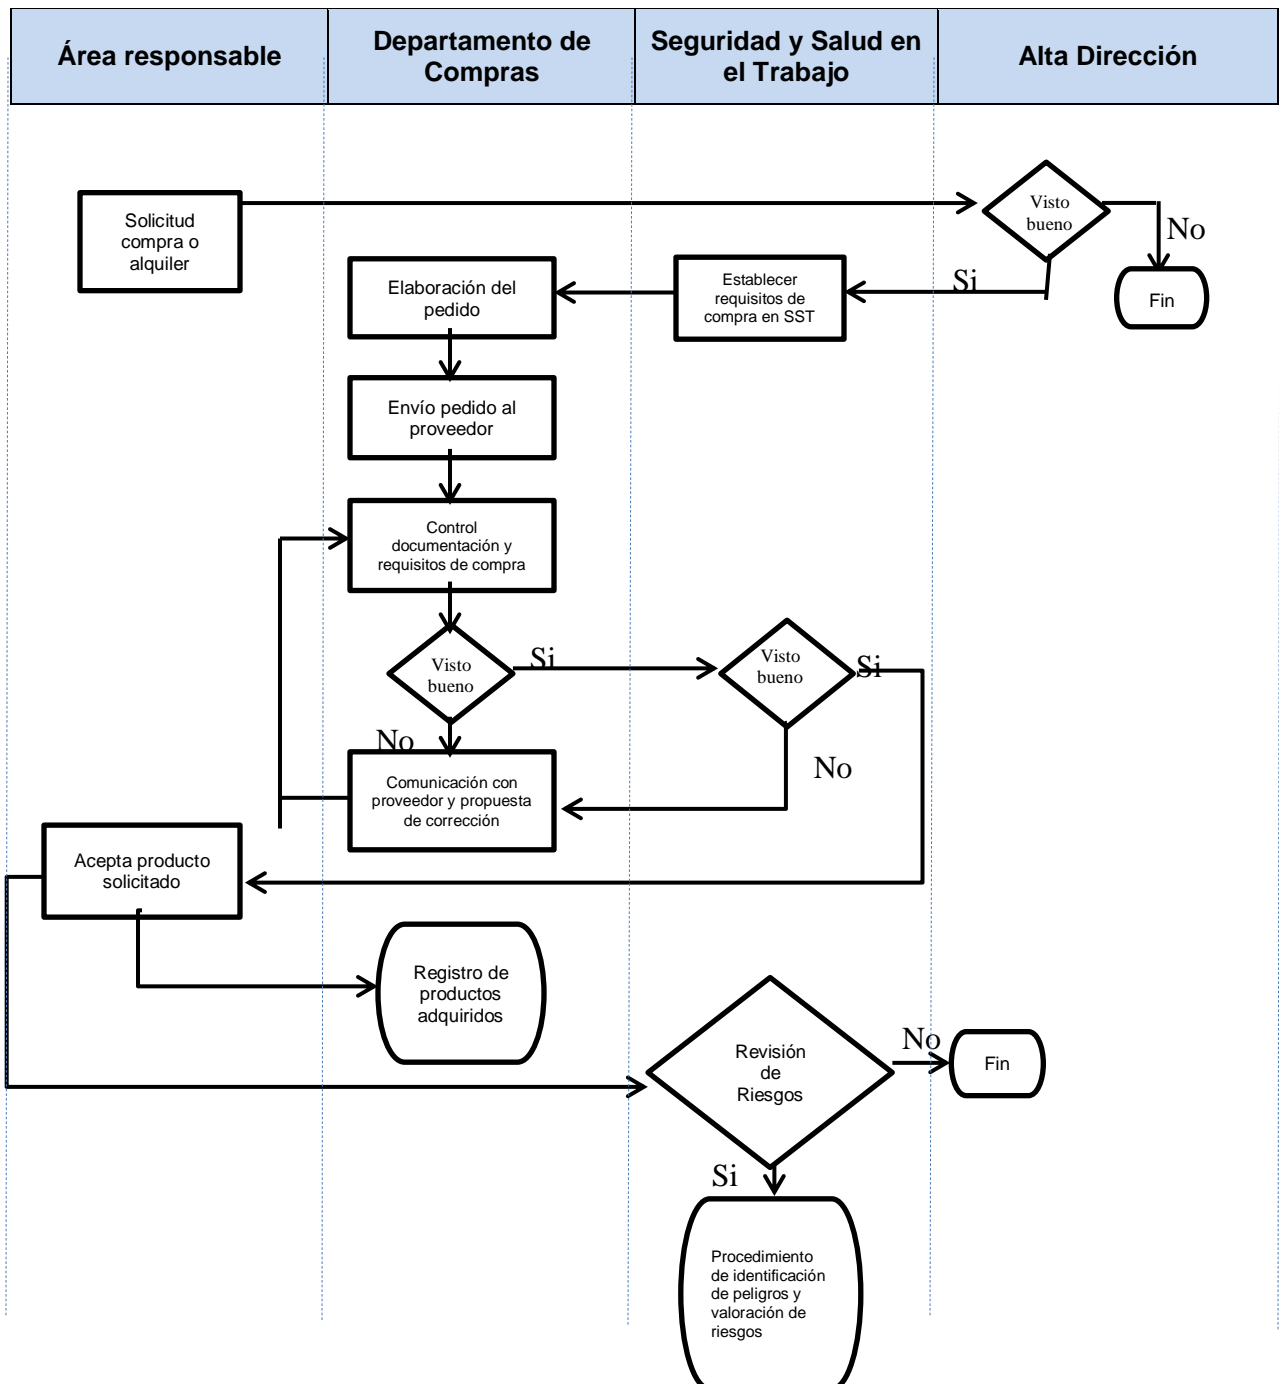 Área responsable
Departamento de
Compras
Seguridad y Salud en
el Trabajo
Alta Dirección
Solicitud
compra o
alquiler
Visto
bueno
No
Fin
Si
Establecer
requisitos de
compra en SST
Elaboración del
pedido
Envío pedido al
proveedor
Control
documentación y
requisitos de compra
Visto
bueno
Si
Visto
bueno
Si
No
No
Comunicación con
proveedor y propuesta
de corrección
Acepta producto
solicitado
Registro de
productos
adquiridos
Revisión
de
Riesgos
No
Fin
Si
Procedimiento
de identificación
de peligros y
valoración de
riesgos